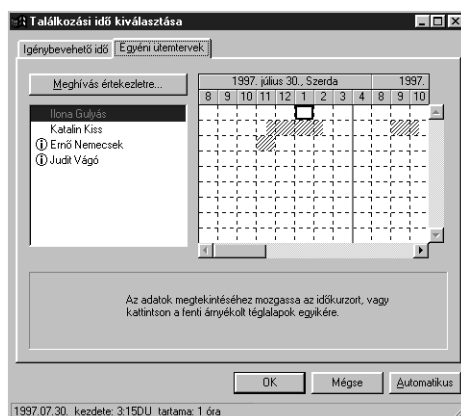 Találkozási idő kiválasztása
Igénybevehető idő Egyéni ütemtervek
Meghívás értekezletre... 1997. július 30., Szerda 1997.
8 9 10 11 12 1 2 3 4 8 9 10
Ilona Gulyás
Katalin Kiss
Ernő Nemecsek
Judit Vágó
Az adatok megtekintéséhez mozgassa az időkurzort, vagy
kattintson a fenti árnyékolt téglalapok egyikére.
OK Mégse Automatikus
1997.07.30. kezdete: 3:15DU tartama: 1 óra